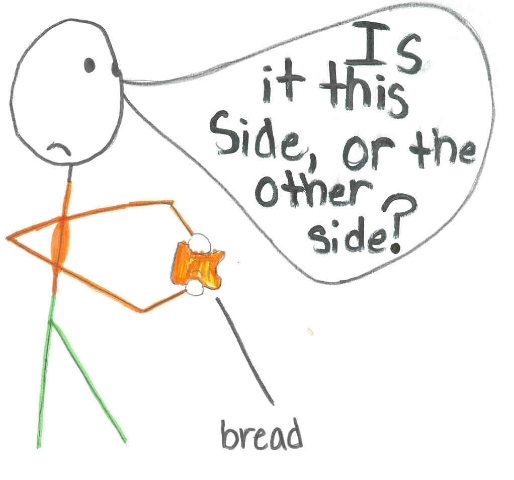 Is
it this
Side, or the
other
side?
bread